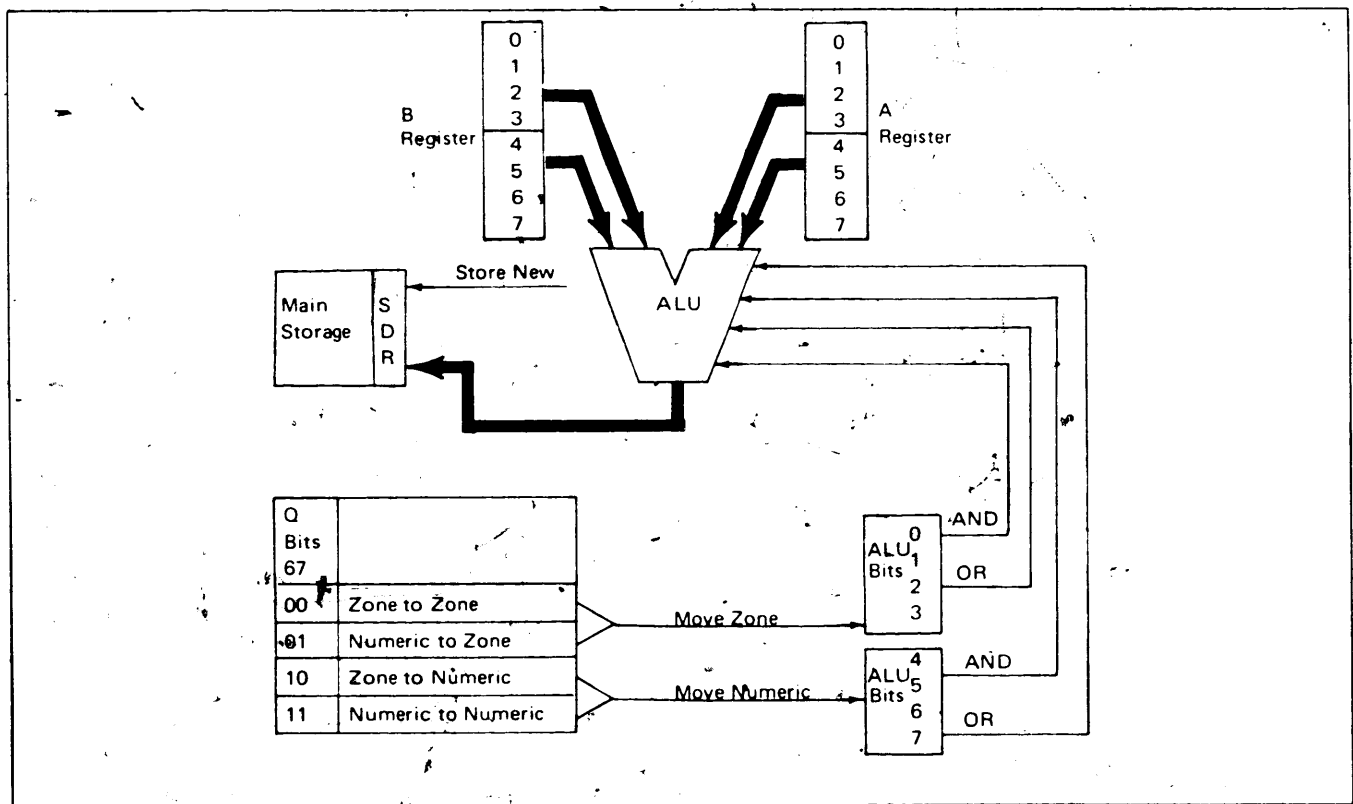 0
1
2
3
4
5
6
7
B
Register
0
1
2
3
4
5
6
7
A
Register
Store New
Main
Storage
S
D
R
ALU
Q
Bits
67
00 Zone to Zone
01 Numeric to Zone
10 Zone to Numeric
11 Numeric to Numeric
Move Zone
Move Numeric
ALU
Bits
0
1
2
3
AND
OR
ALU
Bits
4
5
6
7
AND
OR